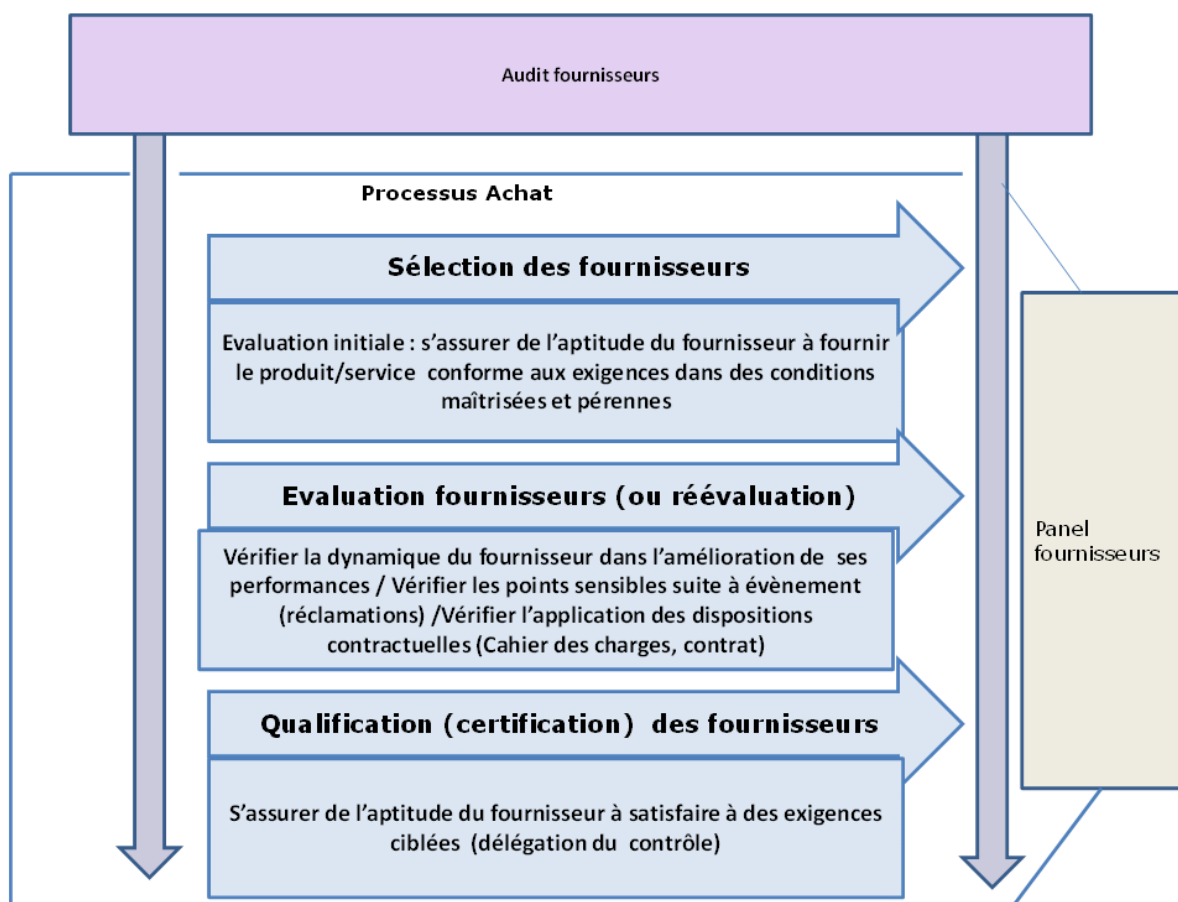 Audit fournisseurs
Processus Achat
Sélection des fournisseurs
Evaluation initiale : s’assurer de l’aptitude du fournisseur à fournir
le produit/service conforme aux exigences dans des conditions
maîtrisées et pérennes
Evaluation fournisseurs (ou réévaluation)
Vérifier la dynamique du fournisseur dans l’amélioration de ses
performances / Vérifier les points sensibles suite à évènement
(réclamations) /Vérifier l’application des dispositions
contractuelles (Cahier des charges, contrat)
Qualification (certification) des fournisseurs
S’assurer de l’aptitude du fournisseur à satisfaire à des exigences
ciblées (délégation du contrôle)
Panel
fournisseurs